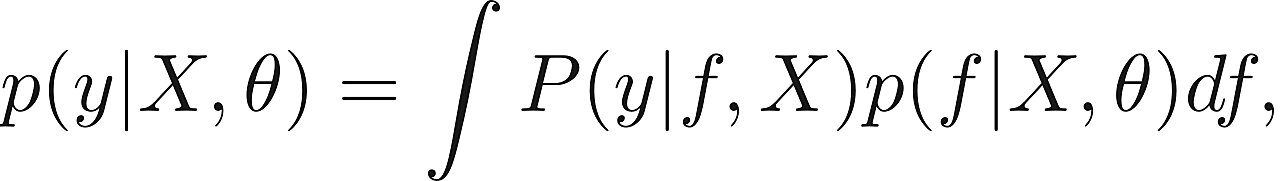 p(y|X, θ) = ∫ P(y|f, X)p(f|X, θ)df,